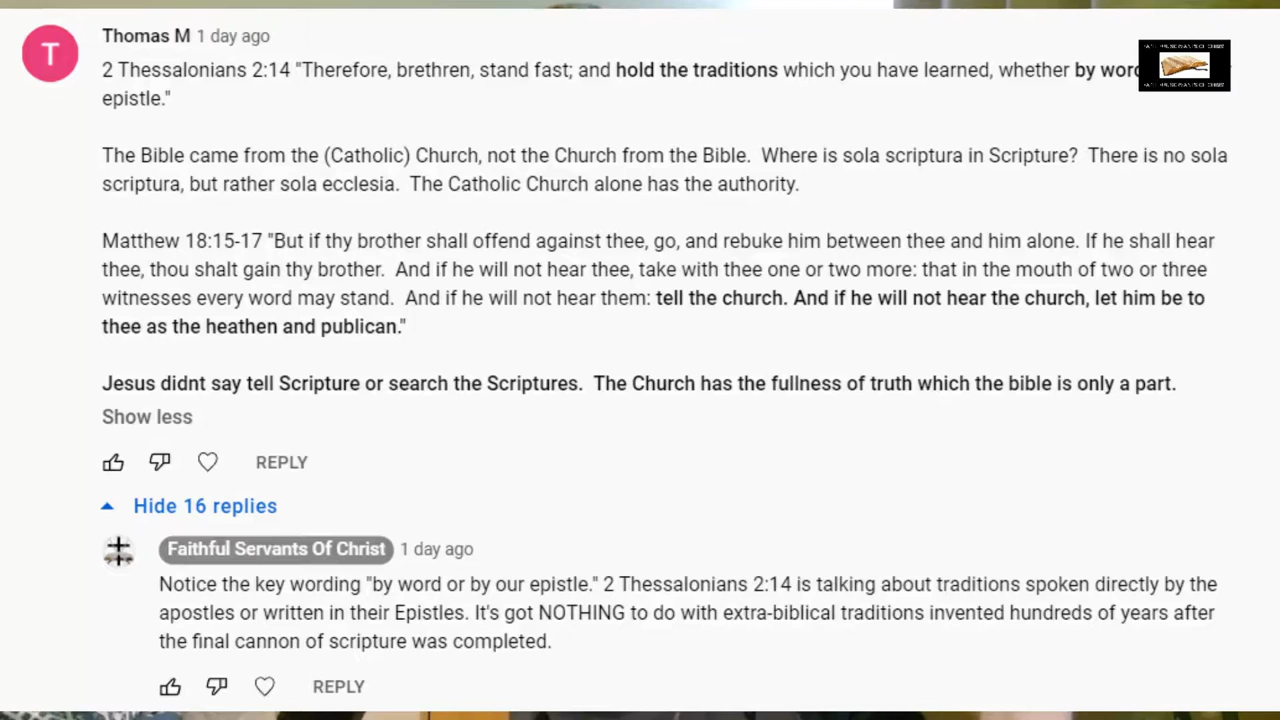 Thomas M 1 day ago
2 Thessalonians 2:14 "Therefore, brethren, stand fast; and hold the traditions which you have learned, whether by
epistle."
The Bible came from the (Catholic) Church, not the Church from the Bible. Where is sola scriptura in Scripture? There is no sola
scriptura, but rather sola ecclesia. The Catholic Church alone has the authority.
Matthew 18:15-17 "But if thy brother shall offend against thee, go, and rebuke him between thee and him alone. If he shall hear
thee, thou shalt gain thy brother. And if he will not hear thee, take with thee one or two more: that in the mouth of two or three
witnesses every word may stand. And if he will not hear them: tell the church. And if he will not hear the church, let him be to
thee as the heathen and publican."
Jesus didnt say tell Scripture or search the Scriptures. The Church has the fullness of truth which the bible is only a part.
Show less
REPLY
Hide 16 replies
Faithful Servants Of Christ 1 day ago
Notice the key wording "by word or by our epistle." 2 Thessalonians 2:14 is talking about traditions spoken directly by the
apostles or written in their Epistles. It's got NOTHING to do with extra-biblical traditions invented hundreds of years after
the final cannon of scripture was completed.
REPLY
T